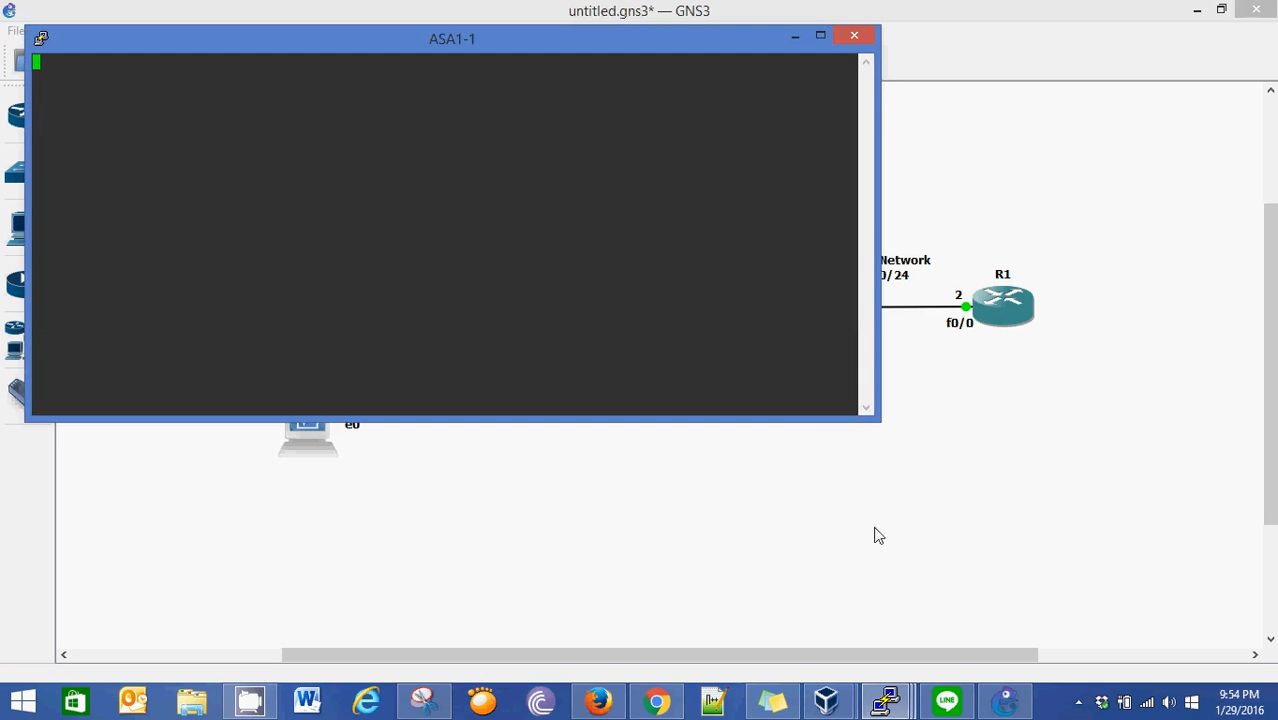 untitled.gns3* — GNS3
File
ASA1-1
Network
0/24
R1
2
f0/0
e0
9:54 PM
1/29/2016